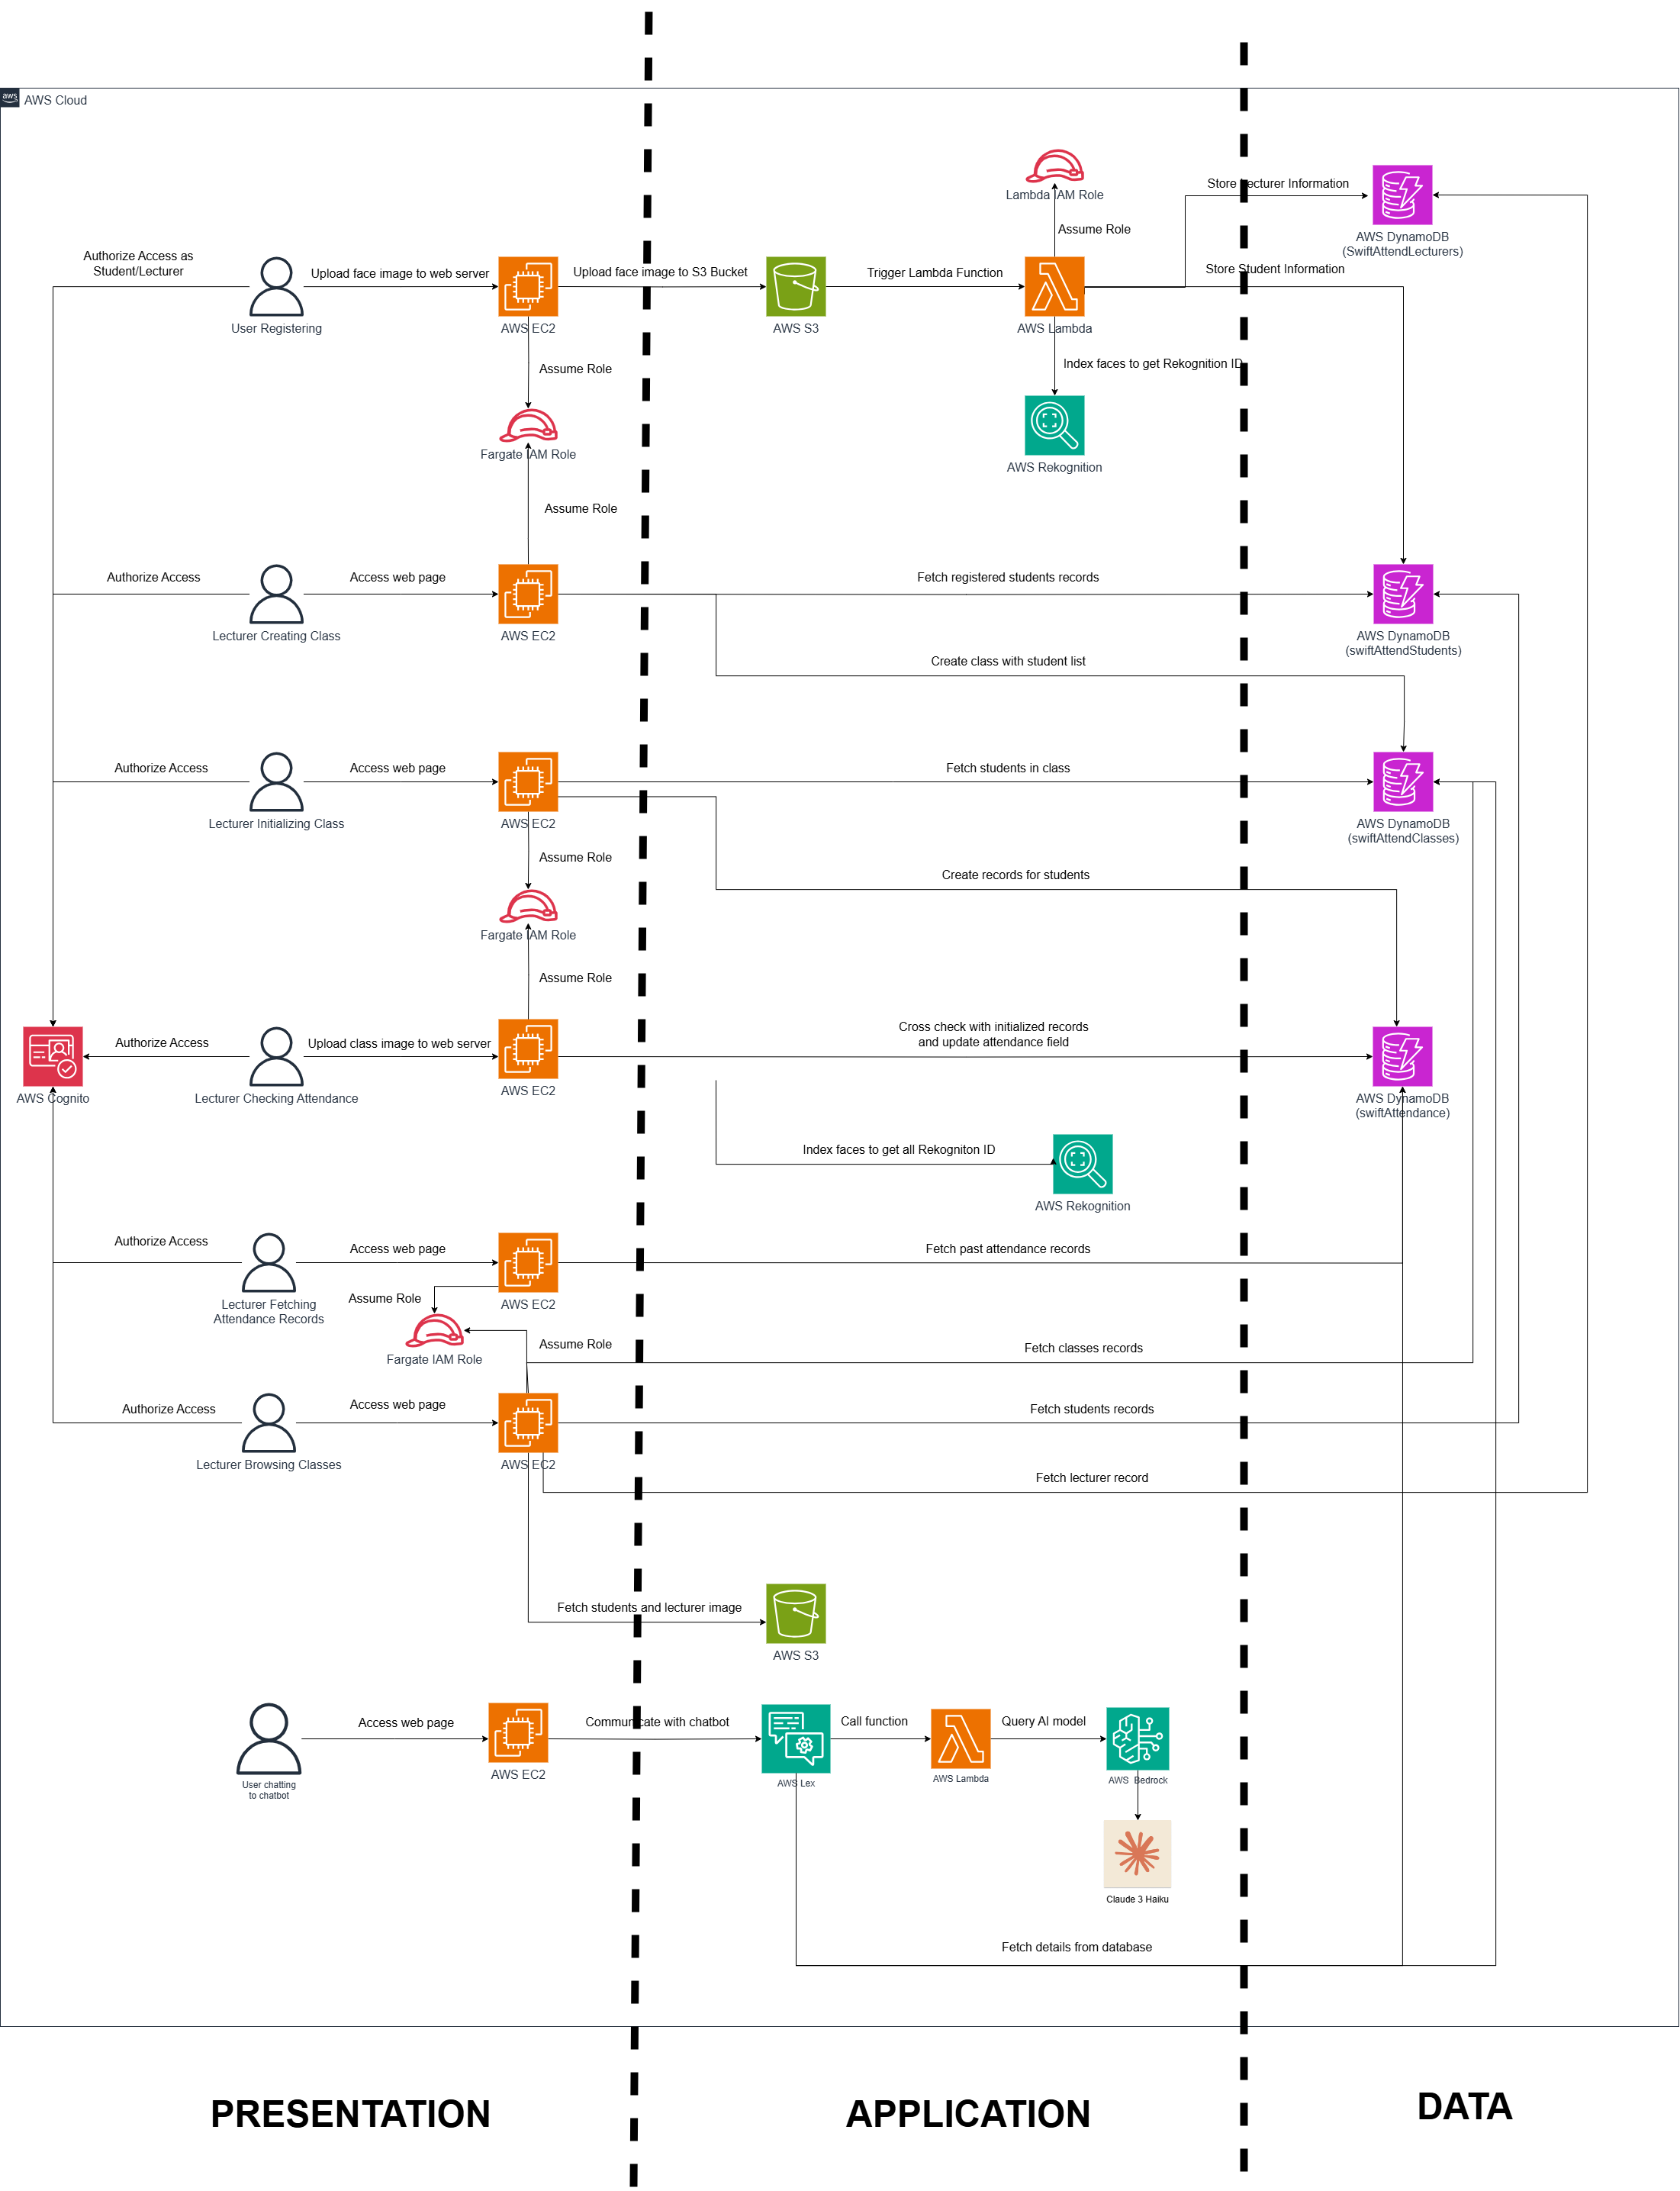 aws
AWS Cloud
Lambda IAM Role
Assume Role
Store Lecturer Information
AWS DynamoDB
(SwiftAttendLecturers)
Authorize Access as
Student/Lecturer
User Registering
Upload face image to web server
AWS EC2
Upload face image to S3 Bucket
AWS S3
Trigger Lambda Function
AWS Lambda
Store Student Information
Assume Role
Fargate IAM Role
Index faces to get Rekognition ID
AWS Rekognition
Assume Role
Authorize Access
Lecturer Creating Class
Access web page
AWS EC2
Fetch registered students records
AWS DynamoDB
(swiftAttendStudents)
Create class with student list
Authorize Access
Lecturer Initializing Class
Access web page
AWS EC2
Fetch students in class
AWS DynamoDB
(swiftAttendClasses)
Assume Role
Create records for students
Fargate IAM Role
Assume Role
AWS Cognito
Authorize Access
Lecturer Checking Attendance
Upload class image to web server
AWS EC2
Cross check with initialized records
and update attendance field
AWS DynamoDB
(swiftAttendance)
Index faces to get all Rekogniton ID
AWS Rekognition
Authorize Access
Lecturer Fetching
Attendance Records
Access web page
AWS EC2
Fetch past attendance records
Assume Role
Fargate IAM Role
Assume Role
Fetch classes records
Authorize Access
Lecturer Browsing Classes
Access web page
AWS EC2
Fetch students records
Fetch lecturer record
Fetch students and lecturer image
AWS S3
User chatting
to chatbot
Access web page
AWS EC2
Communicate with chatbot
AWS Lex
Call function
AWS Lambda
Query AI model
AWS Bedrock
Claude 3 Haiku
Fetch details from database
PRESENTATION
APPLICATION
DATA